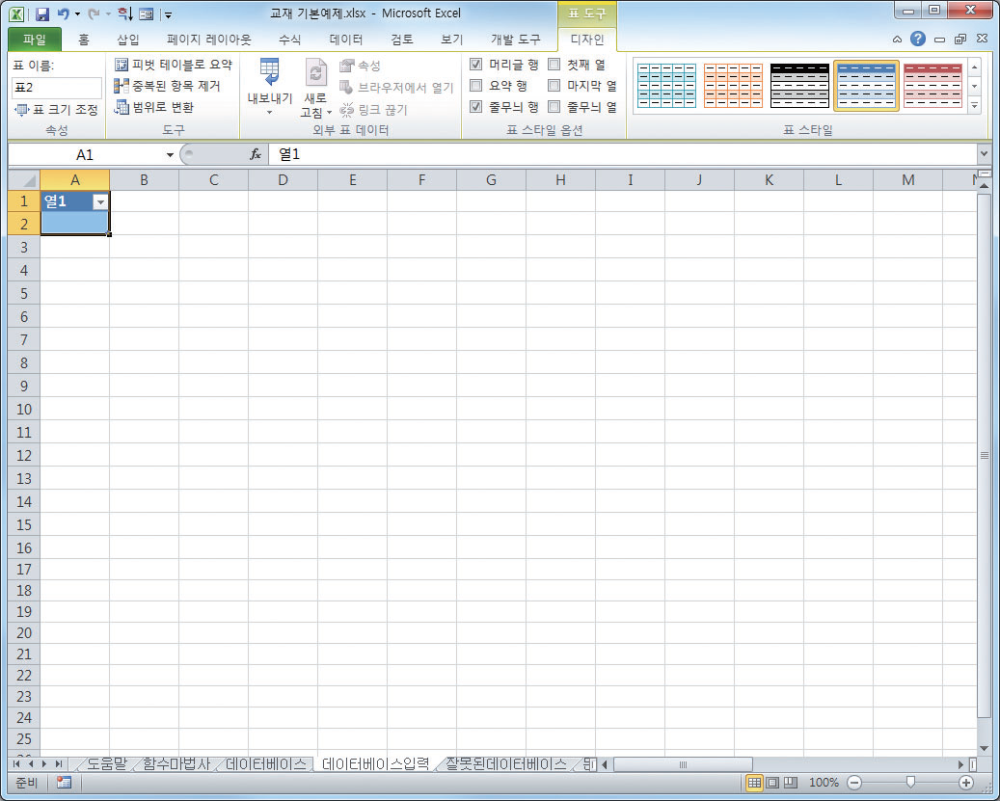 교재 기본예제.xlsx - Microsoft Excel
표 도구
파일 홈 삽입 페이지 레이아웃 수식 데이터 검토 보기 개발 도구 디자인
표 이름:
표2
표 크기 조정
속성
피벗 테이블로 요약
중복된 항목 제거
범위로 변환
도구
내보내기
새로 고침
속성
브라우저에서 열기
링크 끊기
외부 표 데이터
머리글 행 첫째 열
요약 행 마지막 열
줄무늬 행 줄무늬 열
표 스타일 옵션
표 스타일
A1 fx 열1
A B C D E F G H I J K L M
1 열1
2
3
4
5
6
7
8
9
10
11
12
13
14
15
16
17
18
19
20
21
22
23
24
25
도움말 함수마법사 데이터베이스 데이터베이스입력 잘못된데이터베이스
준비 100%